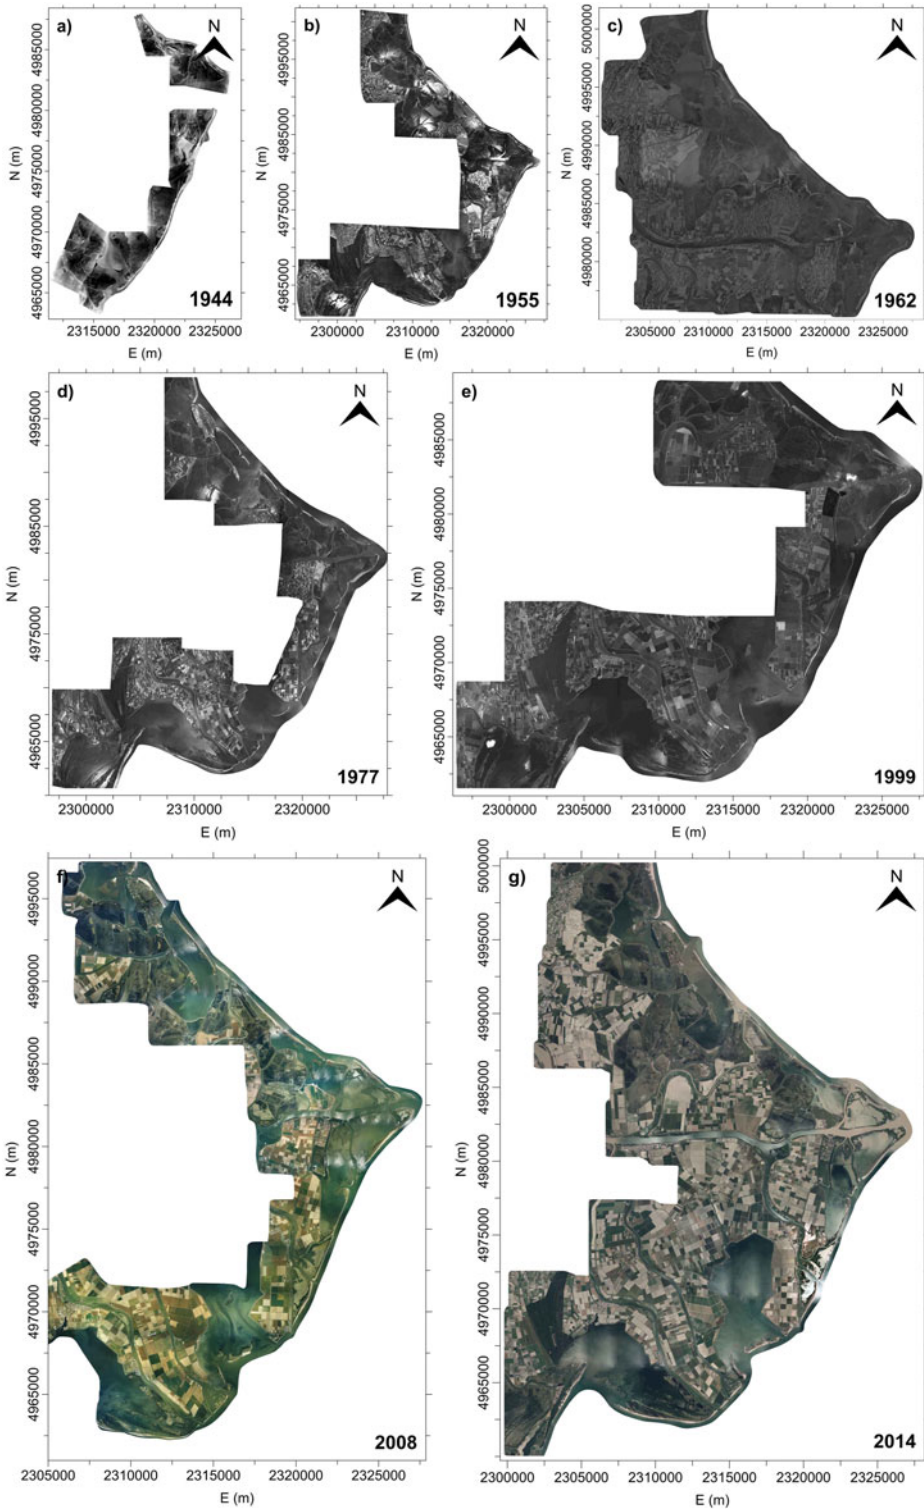 a)
N
4985000
4980000
4975000
4970000
4965000
N (m)
1944
2315000 2320000 2325000
E (m)
b)
N
4995000
4985000
4975000
4965000
N (m)
1955
2300000 2310000 2320000
E (m)
c)
N
5000000
4995000
4990000
4985000
4980000
N (m)
1962
2305000 2310000 2315000 2320000 2325000
E (m)
d)
N
4995000
4985000
4975000
4965000
N (m)
1977
2300000 2310000 2320000
E (m)
e)
N
4985000
4980000
4975000
4970000
4965000
N (m)
1999
2300000 2305000 2310000 2315000 2320000 2325000
E (m)
f)
N
4995000
4990000
4985000
4980000
4975000
4970000
4965000
N (m)
2008
2305000 2310000 2315000 2320000 2325000
E (m)
g)
N
5000000
4995000
4990000
4985000
4980000
4975000
4970000
4965000
N (m)
2014
2300000 2305000 2310000 2315000 2320000 2325000
E (m)